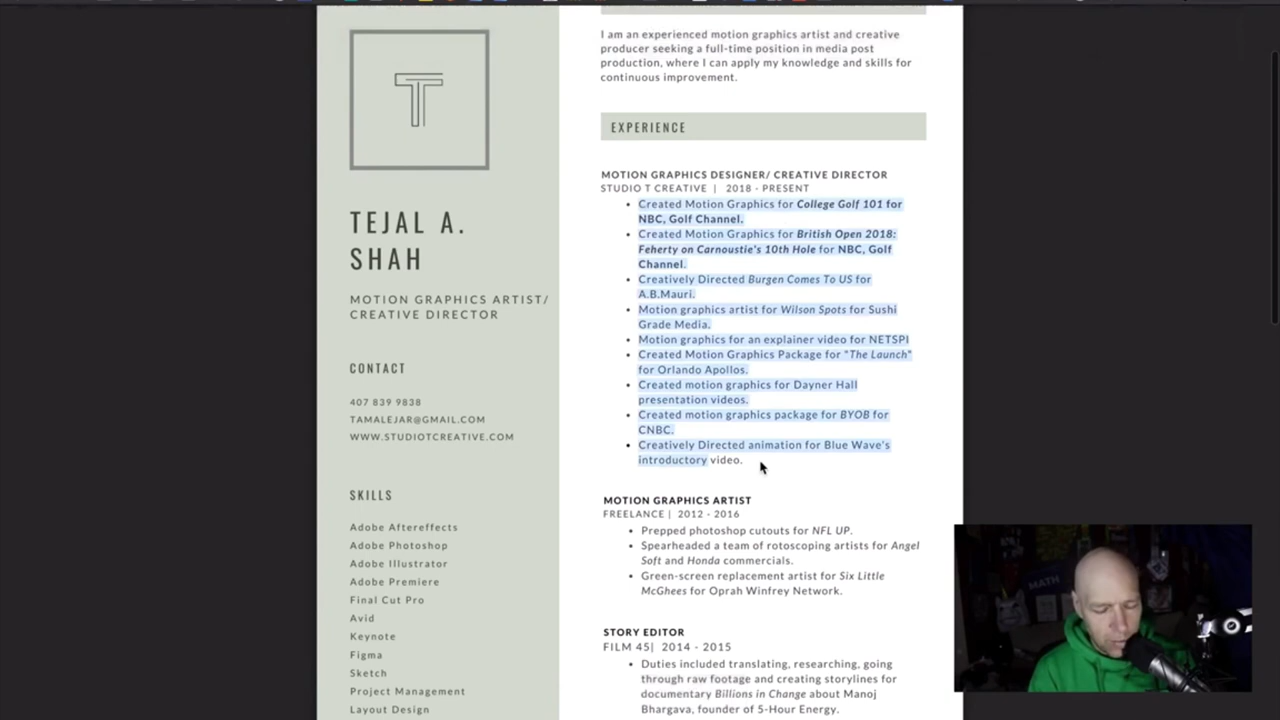 T
TEJAL A.
SHAH
MOTION GRAPHICS ARTIST/
CREATIVE DIRECTOR
CONTACT
407 839 9838
TAMALEJAR@GMAIL.COM
WWW.STUDIOTCREATIVE.COM
SKILLS
Adobe Aftereffects
Adobe Photoshop
Adobe Illustrator
Adobe Premiere
Final Cut Pro
Avid
Keynote
Figma
Sketch
Project Management
Layout Design
I am an experienced motion graphics artist and creative
producer seeking a full-time position in media post
production, where I can apply my knowledge and skills for
continuous improvement.
EXPERIENCE
MOTION GRAPHICS DESIGNER/ CREATIVE DIRECTOR
STUDIO T CREATIVE | 2018 - PRESENT
• Created Motion Graphics for College Golf 101 for
NBC, Golf Channel.
• Created Motion Graphics for British Open 2018:
Feherty on Carnoustie's 10th Hole for NBC, Golf
Channel.
• Creatively Directed Burgen Comes To US for
A.B.Mauri.
• Motion graphics artist for Wilson Spots for Sushi
Grade Media.
• Motion graphics for an explainer video for NETSPI
• Created Motion Graphics Package for "The Launch"
for Orlando Apollos.
• Created motion graphics for Dayner Hall
presentation videos.
• Created motion graphics package for BYOB for
CNBC.
• Creatively Directed animation for Blue Wave's
introductory video.
MOTION GRAPHICS ARTIST
FREELANCE | 2012 - 2016
• Prepped photoshop cutouts for NFL UP.
• Spearheaded a team of rotoscoping artists for Angel
Soft and Honda commercials.
• Green-screen replacement artist for Six Little
McGhees for Oprah Winfrey Network.
STORY EDITOR
FILM 45| 2014 - 2015
• Duties included translating, researching, going
through raw footage and creating storylines for
documentary Billions in Change about Manoj
Bhargava, founder of 5-Hour Energy.
MATH